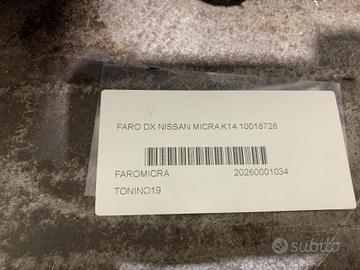 FARO DX NISSAN MICRA K14 10018728
FAROMICRA 20260001034
TONINO19
subito